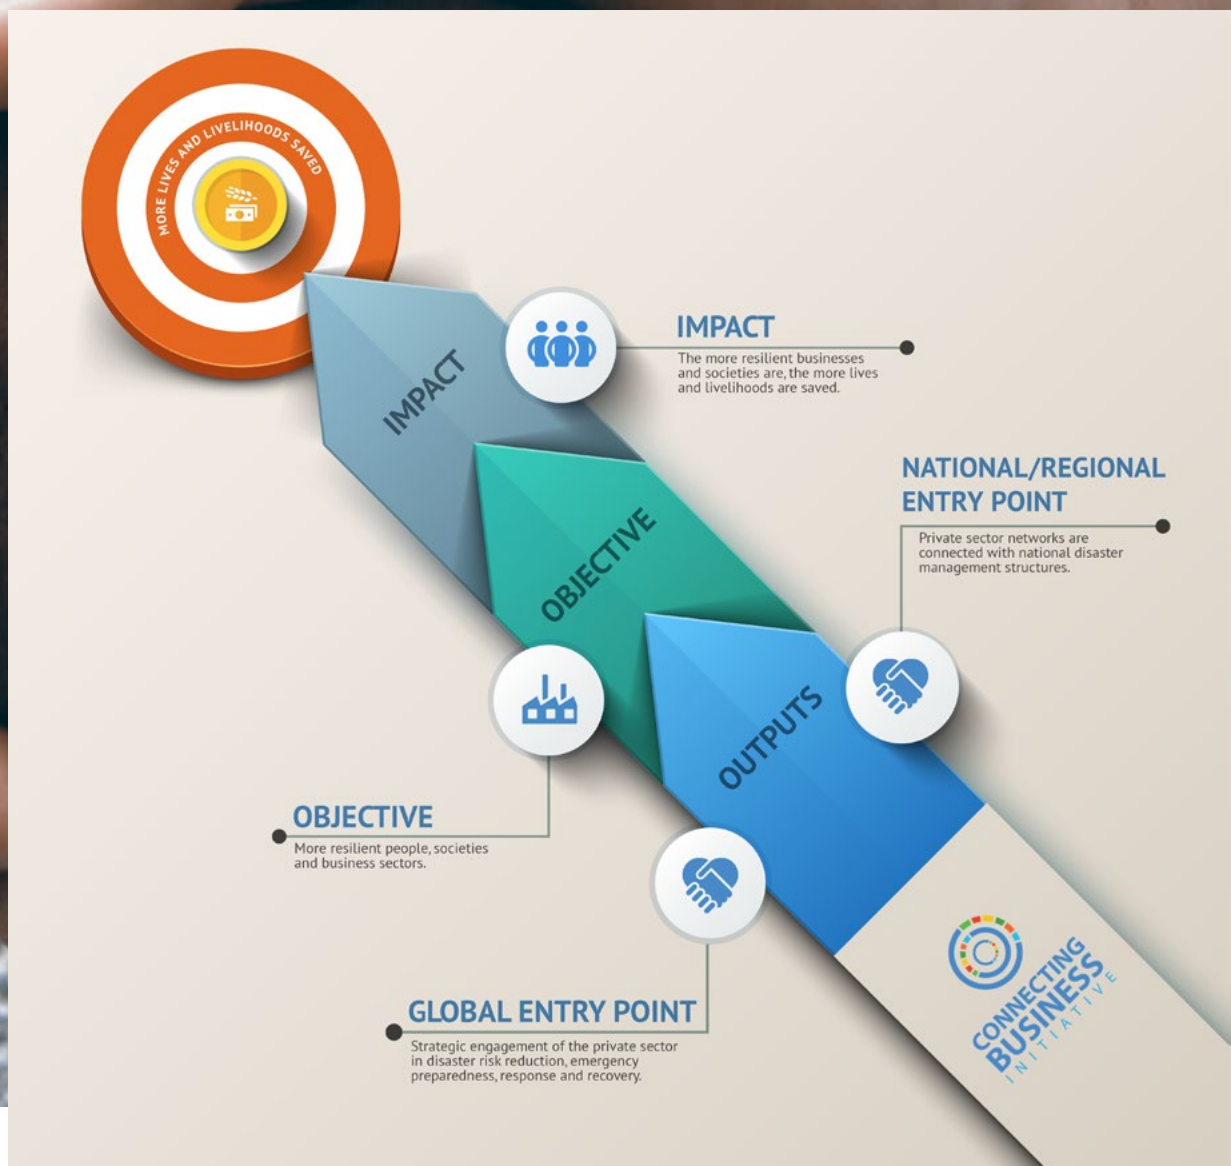 MORE LIVES AND LIVELIHOODS SAVED
IMPACT
IMPACT
The more resilient businesses
and societies are, the more lives
and livelihoods are saved.
NATIONAL/REGIONAL
ENTRY POINT
Private sector networks are
connected with national disaster
management structures.
OBJECTIVE
OUTPUTS
OBJECTIVE
More resilient people, societies
and business sectors.
GLOBAL ENTRY POINT
Strategic engagement of the private sector
in disaster risk reduction, emergency
preparedness, response and recovery.
CONNECTING
BUSINESS
INITIATIVE